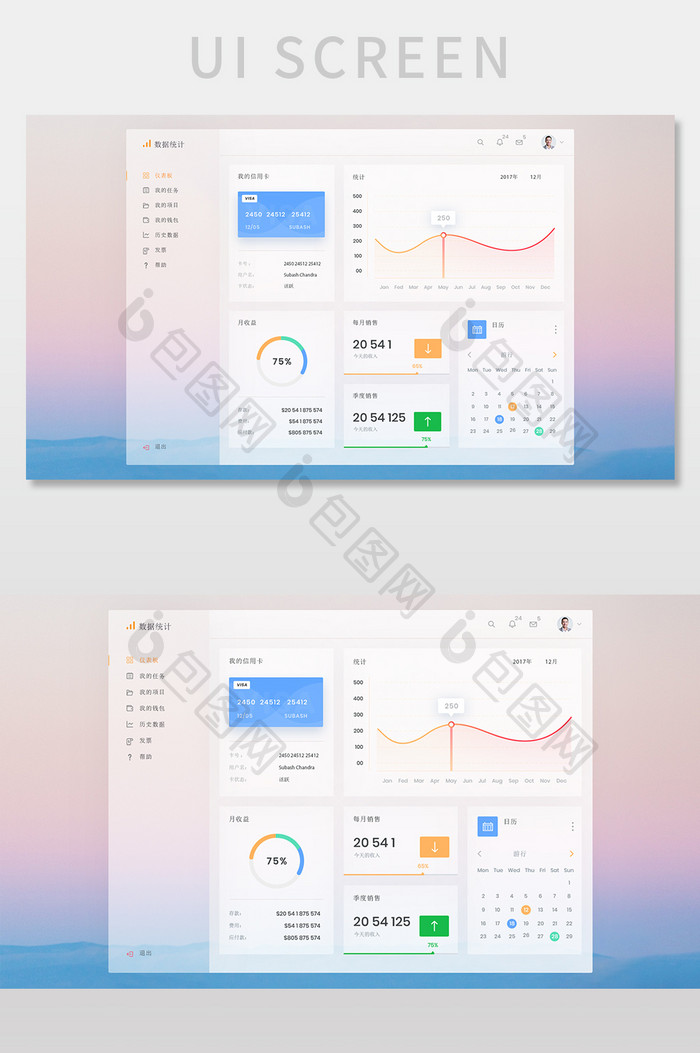 UI SCREEN
数据统计
24
5
仪表板
我的任务
我的项目
我的钱包
历史数据
发票
? 帮助
退出
我的信用卡
VISA
2450 24512 25412
12/05 SUBASH
卡号: 2450 24512 25412
用户名: Subash Chandra
卡状态: 活跃
统计
2017年 12月
500
400
300
200
100
00
250
Jan Fed Mar Apr May Jun Jul Aug Sep Oct Nov Dec
月收益
75%
存款: $20 54 1 875 574
费用: $54 1 875 574
应付款: $805 875 574
每月销售
20 54 1
今天的收入
65%
季度销售
20 54 125
今天的收入
75%
日历
游行
Mon Tues Wed Thu Fri Sat Sun
1
2 3 4 5 6 7 8
9 10 11 12 13 14 15
16 17 18 19 20 21 22
23 24 25 26 27 28 29
包图网
包图网
包图网
数据统计
24
5
仪表板
我的任务
我的项目
我的钱包
历史数据
发票
? 帮助
退出
我的信用卡
VISA
2450 24512 25412
12/05 SUBASH
卡号: 2450 24512 25412
用户名: Subash Chandra
卡状态: 活跃
统计
2017年 12月
500
400
300
200
100
00
250
Jan Fed Mar Apr May Jun Jul Aug Sep Oct Nov Dec
月收益
75%
存款: $20 54 1 875 574
费用: $54 1 875 574
应付款: $805 875 574
每月销售
20 54 1
今天的收入
65%
季度销售
20 54 125
今天的收入
75%
日历
游行
Mon Tues Wed Thu Fri Sat Sun
1
2 3 4 5 6 7 8
9 10 11 12 13 14 15
16 17 18 19 20 21 22
23 24 25 26 27 28 29
包图网
包图网